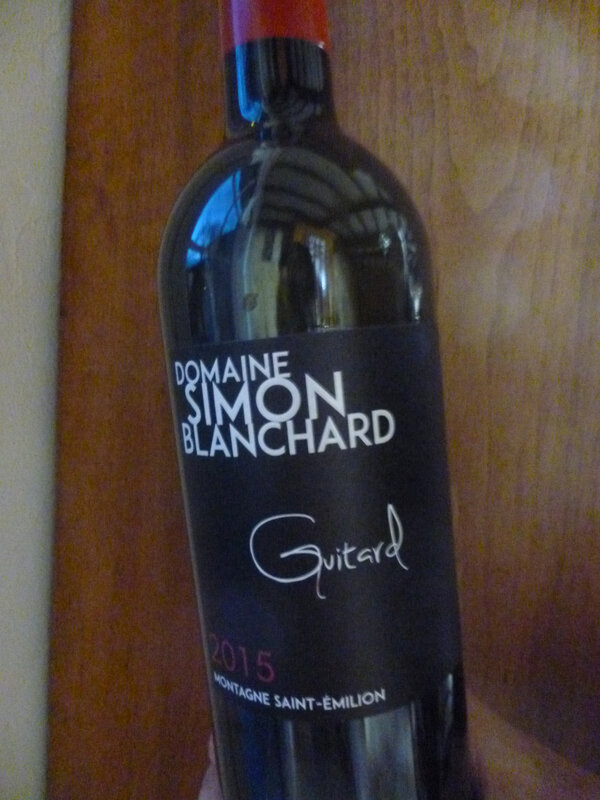 DOMAINE
SIMON
BLANCHARD
Guitard
2015
MONTAGNE SAINT-ÉMILION